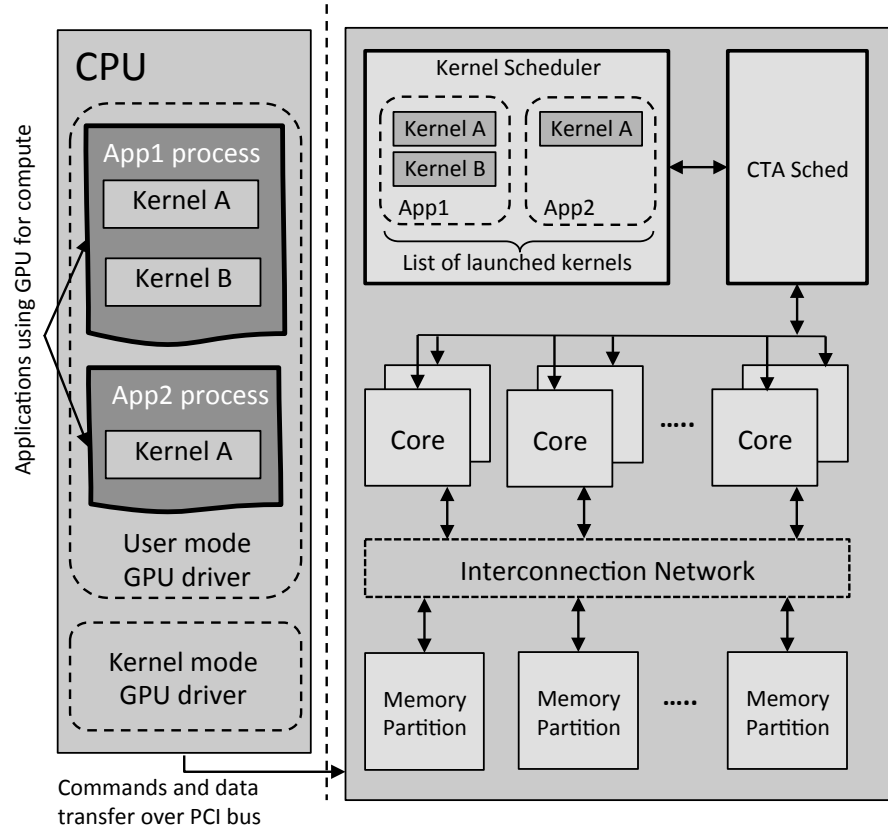 CPU
App1 process
Kernel A
Kernel B
App2 process
Kernel A
User mode
GPU driver
Kernel mode
GPU driver
Applications using GPU for compute
Commands and data
transfer over PCI bus
Kernel Scheduler
Kernel A
Kernel B
App1
Kernel A
App2
List of launched kernels
CTA Sched
Core
Core
.....
Core
Interconnection Network
Memory
Partition
Memory
Partition
.....
Memory
Partition